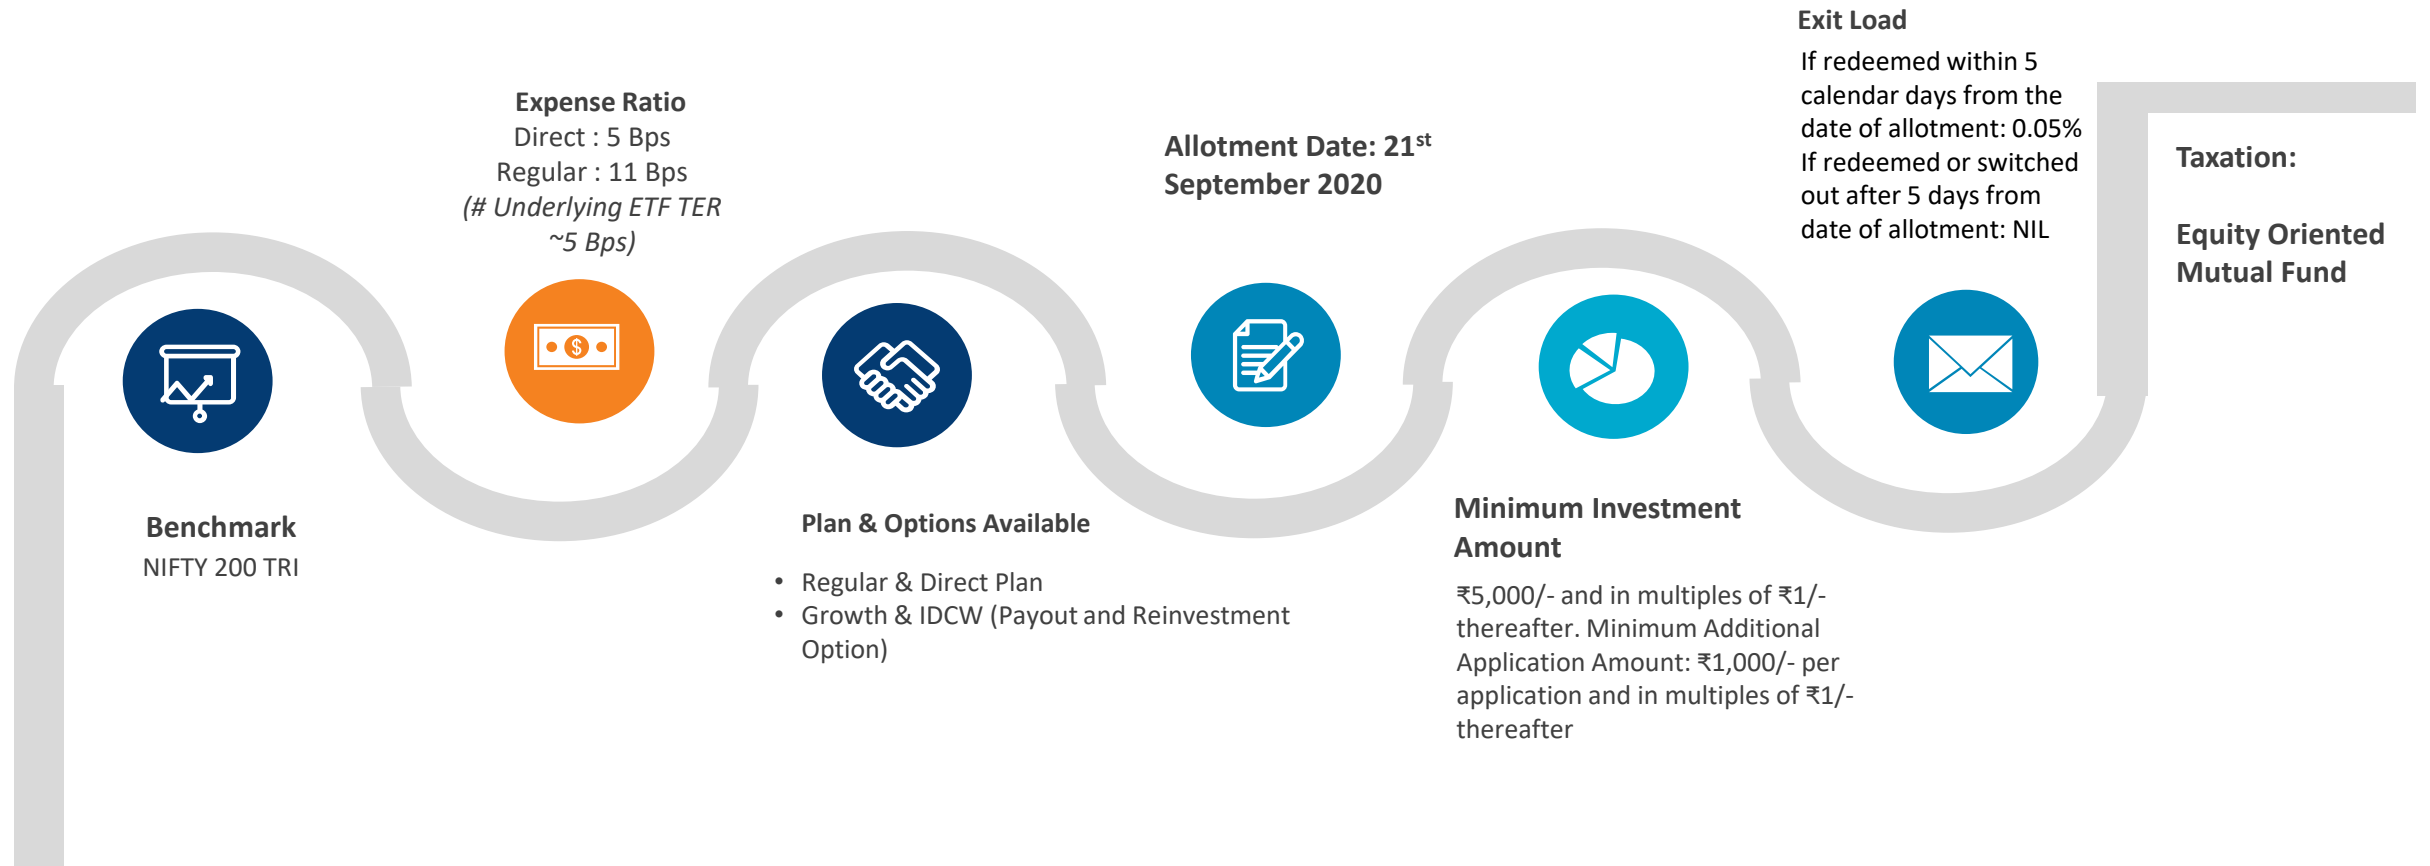 Benchmark
NIFTY 200 TRI
Expense Ratio
Direct : 5 Bps
Regular : 11 Bps
(# Underlying ETF TER
~5 Bps)
Plan & Options Available
• Regular & Direct Plan
• Growth & IDCW (Payout and Reinvestment
Option)
Allotment Date: 21st
September 2020
Minimum Investment
Amount
₹5,000/- and in multiples of ₹1/-
thereafter. Minimum Additional
Application Amount: ₹1,000/- per
application and in multiples of ₹1/-
thereafter
Exit Load
If redeemed within 5
calendar days from the
date of allotment: 0.05%
If redeemed or switched
out after 5 days from
date of allotment: NIL
Taxation:
Equity Oriented
Mutual Fund